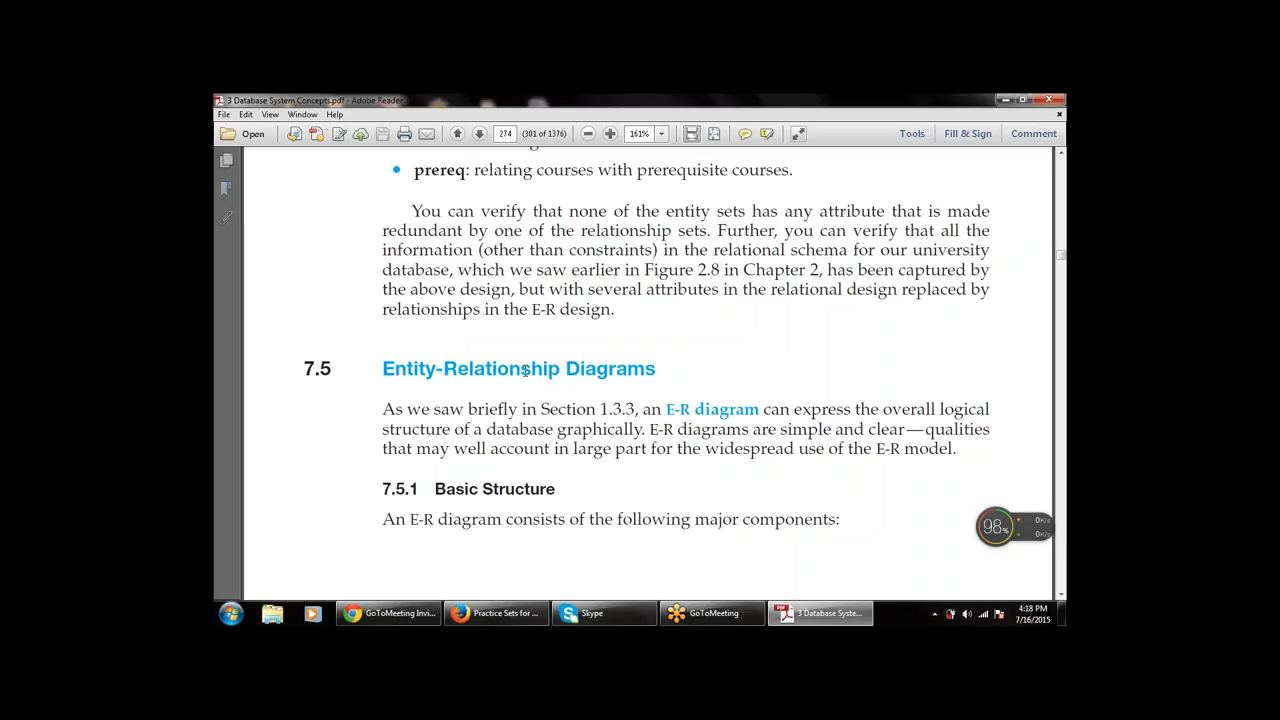 3 Database System Concepts.pdf - Adobe Reader
File Edit View Window Help
Open 274 (301 of 1376) 161% Tools Fill & Sign Comment
• prereq: relating courses with prerequisite courses.
You can verify that none of the entity sets has any attribute that is made
redundant by one of the relationship sets. Further, you can verify that all the
information (other than constraints) in the relational schema for our university
database, which we saw earlier in Figure 2.8 in Chapter 2, has been captured by
the above design, but with several attributes in the relational design replaced by
relationships in the E-R design.
7.5 Entity-Relationship Diagrams
As we saw briefly in Section 1.3.3, an E-R diagram can express the overall logical
structure of a database graphically. E-R diagrams are simple and clear—qualities
that may well account in large part for the widespread use of the E-R model.
7.5.1 Basic Structure
An E-R diagram consists of the following major components:
98%
0K/s
0K/s
GoToMeeting Invi... Practice Sets for ... Skype GoToMeeting 3 Database Syste... 4:18 PM
7/16/2015